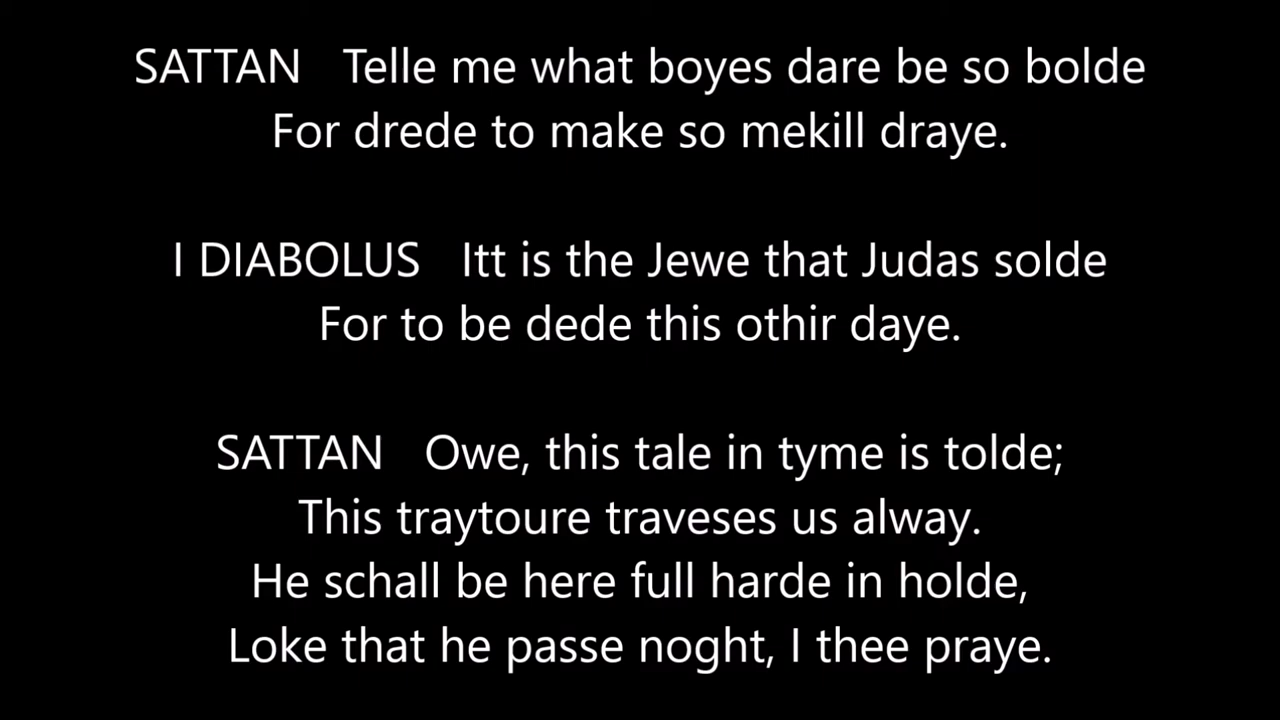 SATTAN Telle me what boyes dare be so bolde
For drede to make so mekill draye.
I DIABOLUS Itt is the Jewe that Judas solde
For to be dede this othir daye.
SATTAN Owe, this tale in tyme is tolde;
This traytoure traveses us alway.
He schall be here full harde in holde,
Loke that he passe noght, I thee praye.